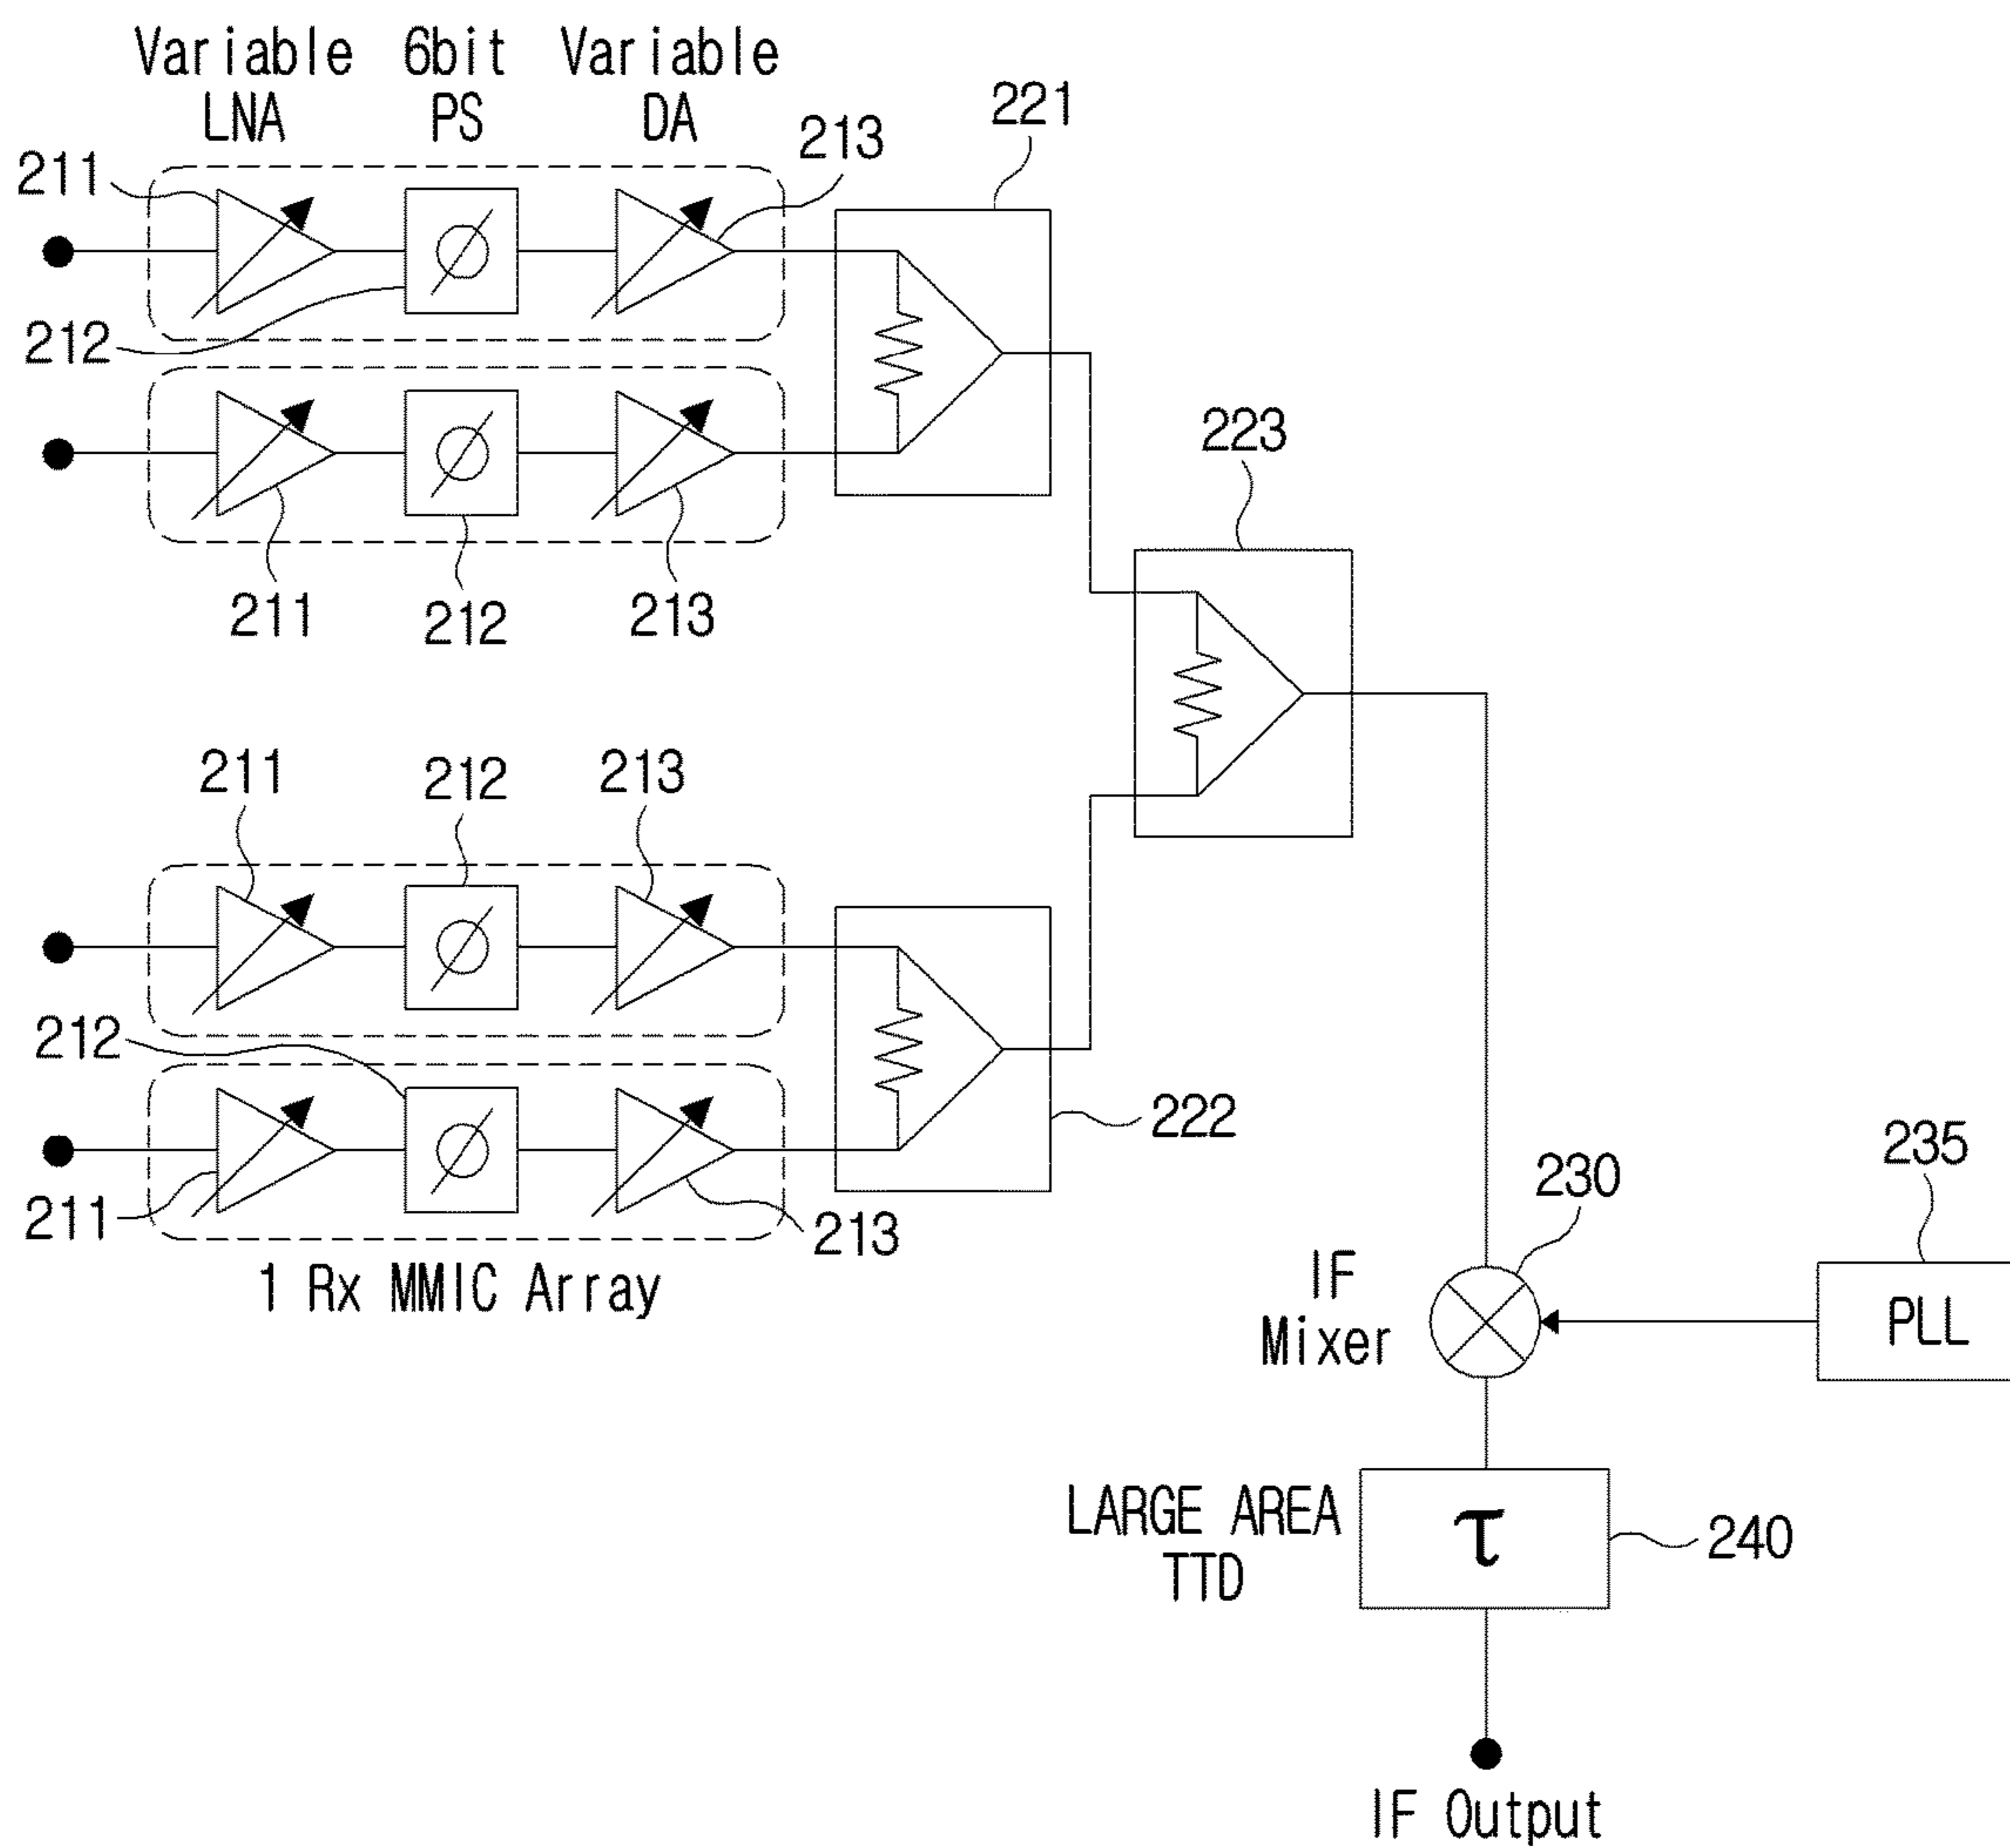 Variable 6bit Variable
LNA PS DA
221
213
211
212
223
211 212 213
211 212 213
212
222
235
230
211
213
1 Rx MMIC Array
IF
Mixer
PLL
LARGE AREA
TTD
τ
240
IF Output